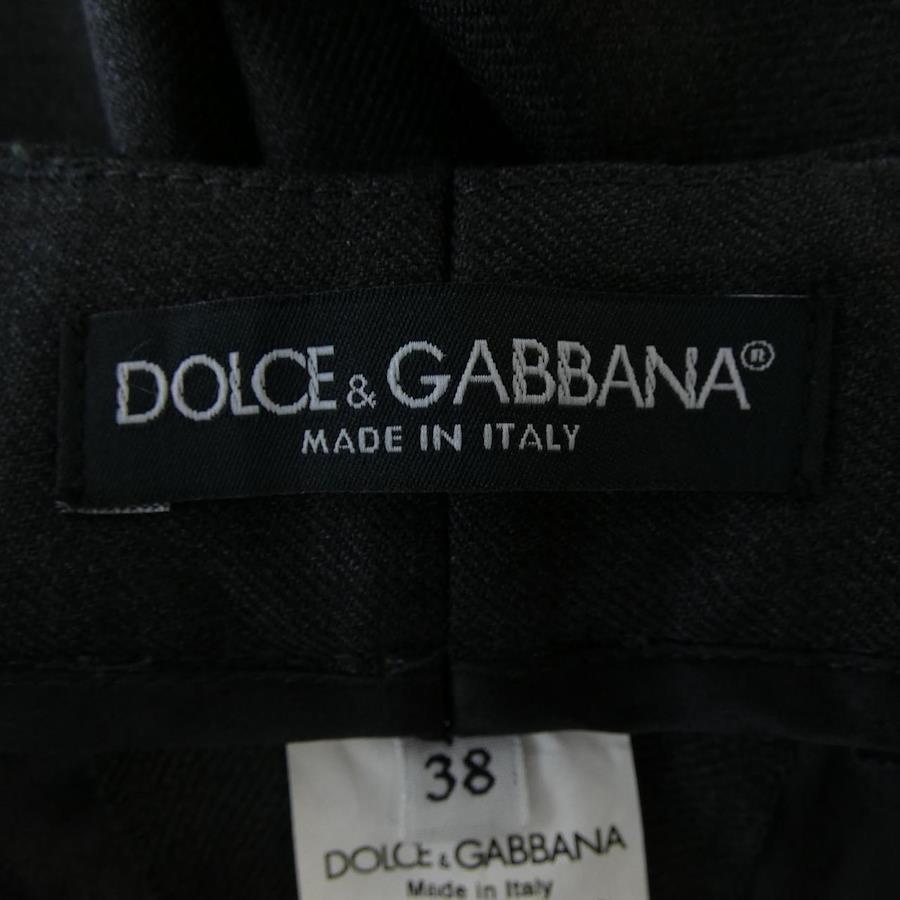 DOLCE & GABBANA®
MADE IN ITALY
38
DOLCE & GABBANA
Made in Italy